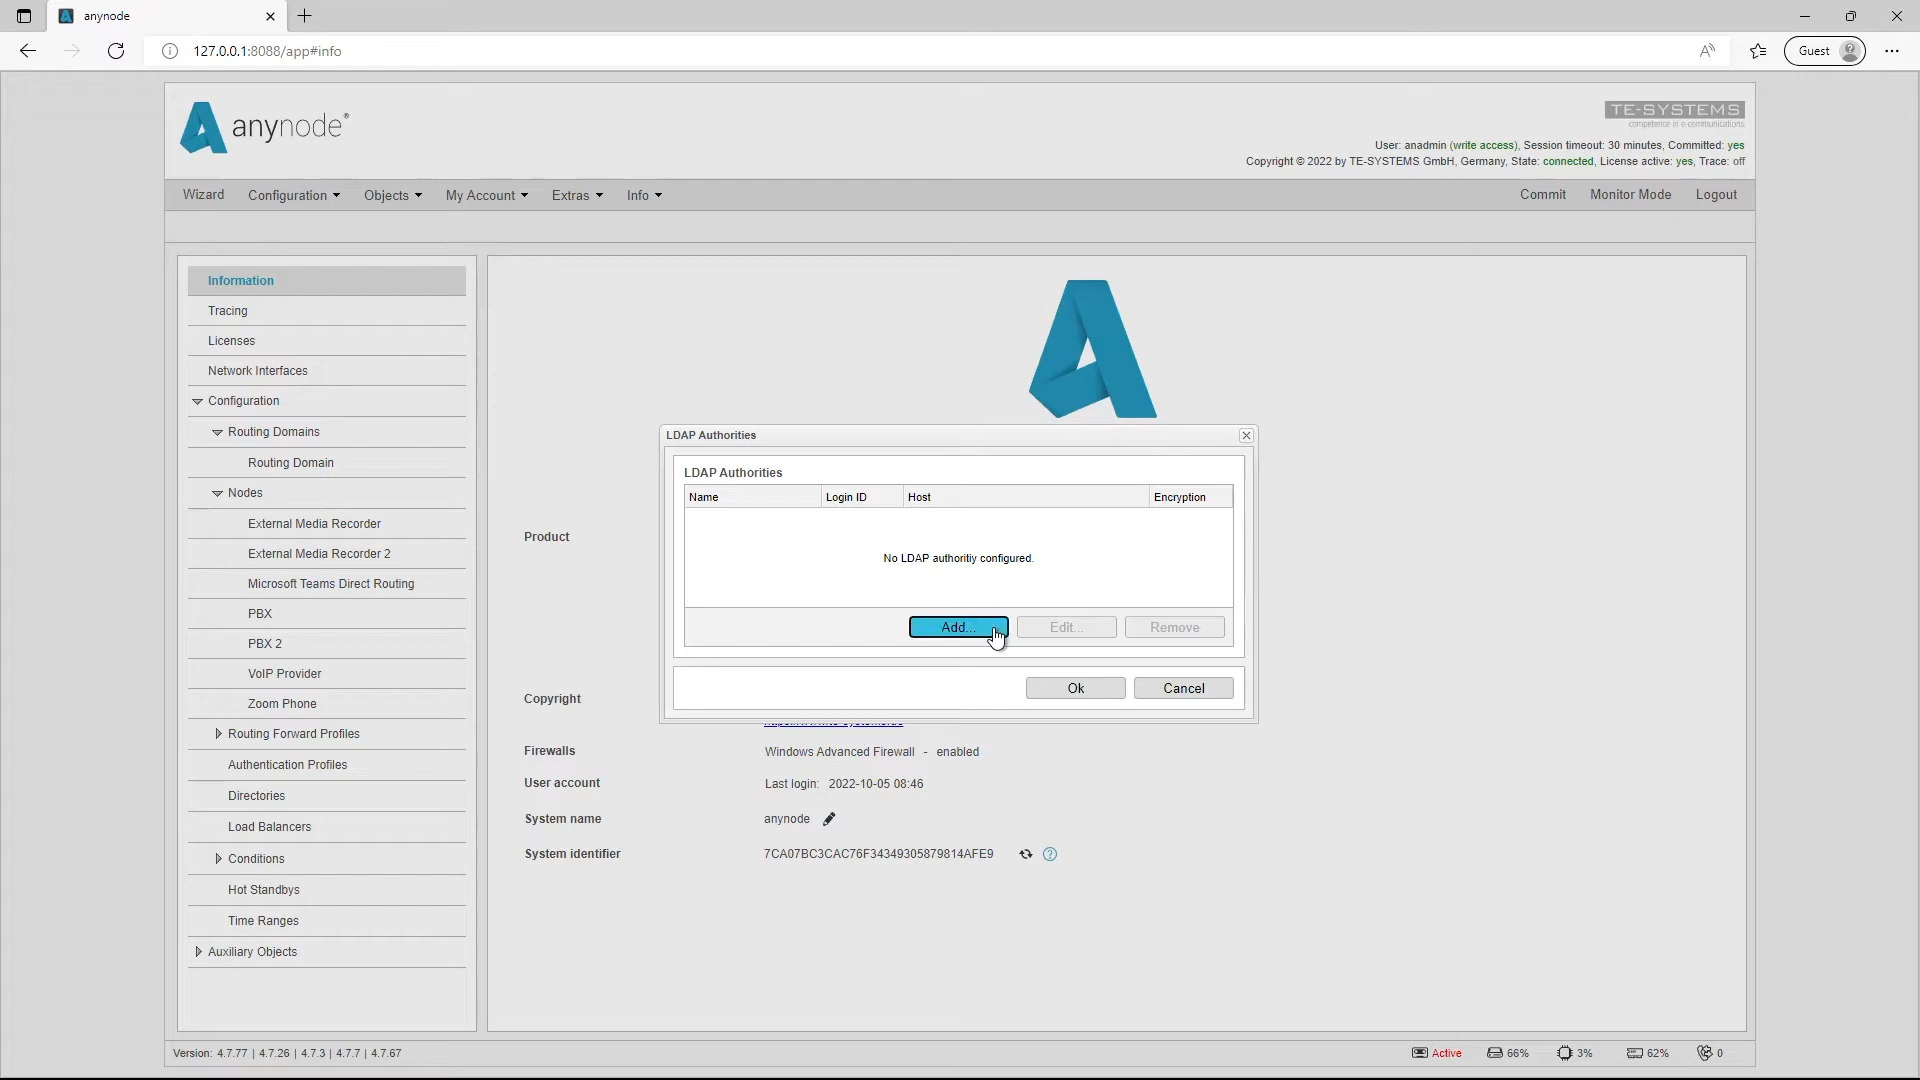 anynode
127.0.0.1:8088/app#info
Guest
anynode
TE-SYSTEMS
competence in e-communications.
User: anadmin (write access), Session timeout: 30 minutes, Committed: yes
Copyright © 2022 by TE-SYSTEMS GmbH, Germany, State: connected, License active: yes, Trace: off
Wizard Configuration Objects My Account Extras Info Commit Monitor Mode Logout
Information
Tracing
Licenses
Network Interfaces
Configuration
Routing Domains
Routing Domain
Nodes
External Media Recorder
External Media Recorder 2
Microsoft Teams Direct Routing
PBX
PBX 2
VoIP Provider
Zoom Phone
Routing Forward Profiles
Authentication Profiles
Directories
Load Balancers
Conditions
Hot Standbys
Time Ranges
Auxiliary Objects
LDAP Authorities
LDAP Authorities
Name Login ID Host Encryption
No LDAP authoritiy configured.
Add... Edit... Remove
Ok Cancel
Product
Copyright
Firewalls Windows Advanced Firewall - enabled
User account Last login: 2022-10-05 08:46
System name anynode
System identifier 7CA07BC3CAC76F34349305879814AFE9
Version: 4.7.77 | 4.7.26 | 4.7.3 | 4.7.7 | 4.7.67
Active 66% 3% 62% 0